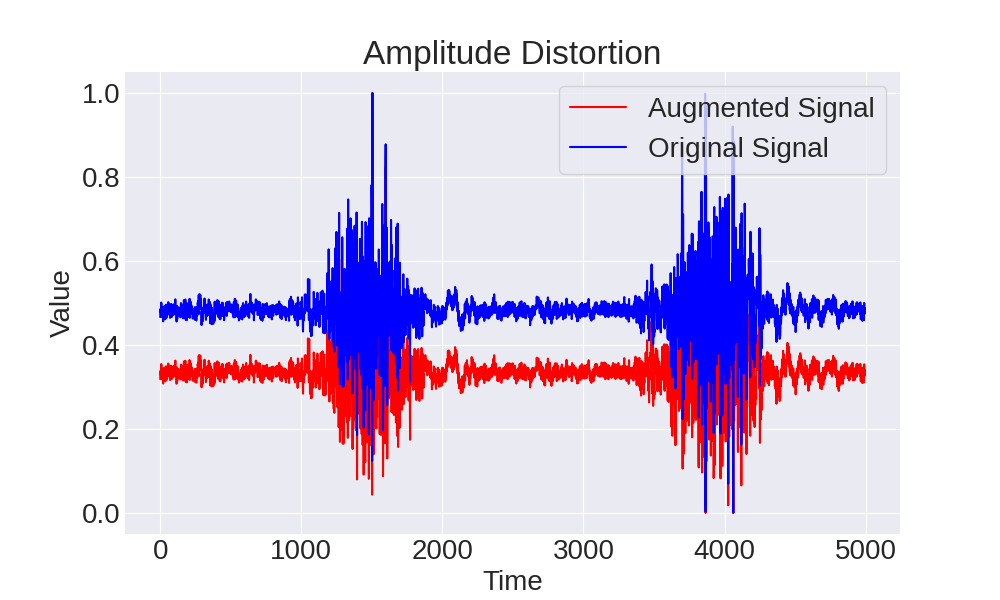 Amplitude Distortion
Augmented Signal
Original Signal
1.0
0.8
0.6
0.4
0.2
0.0
Value
0 1000 2000 3000 4000 5000
Time